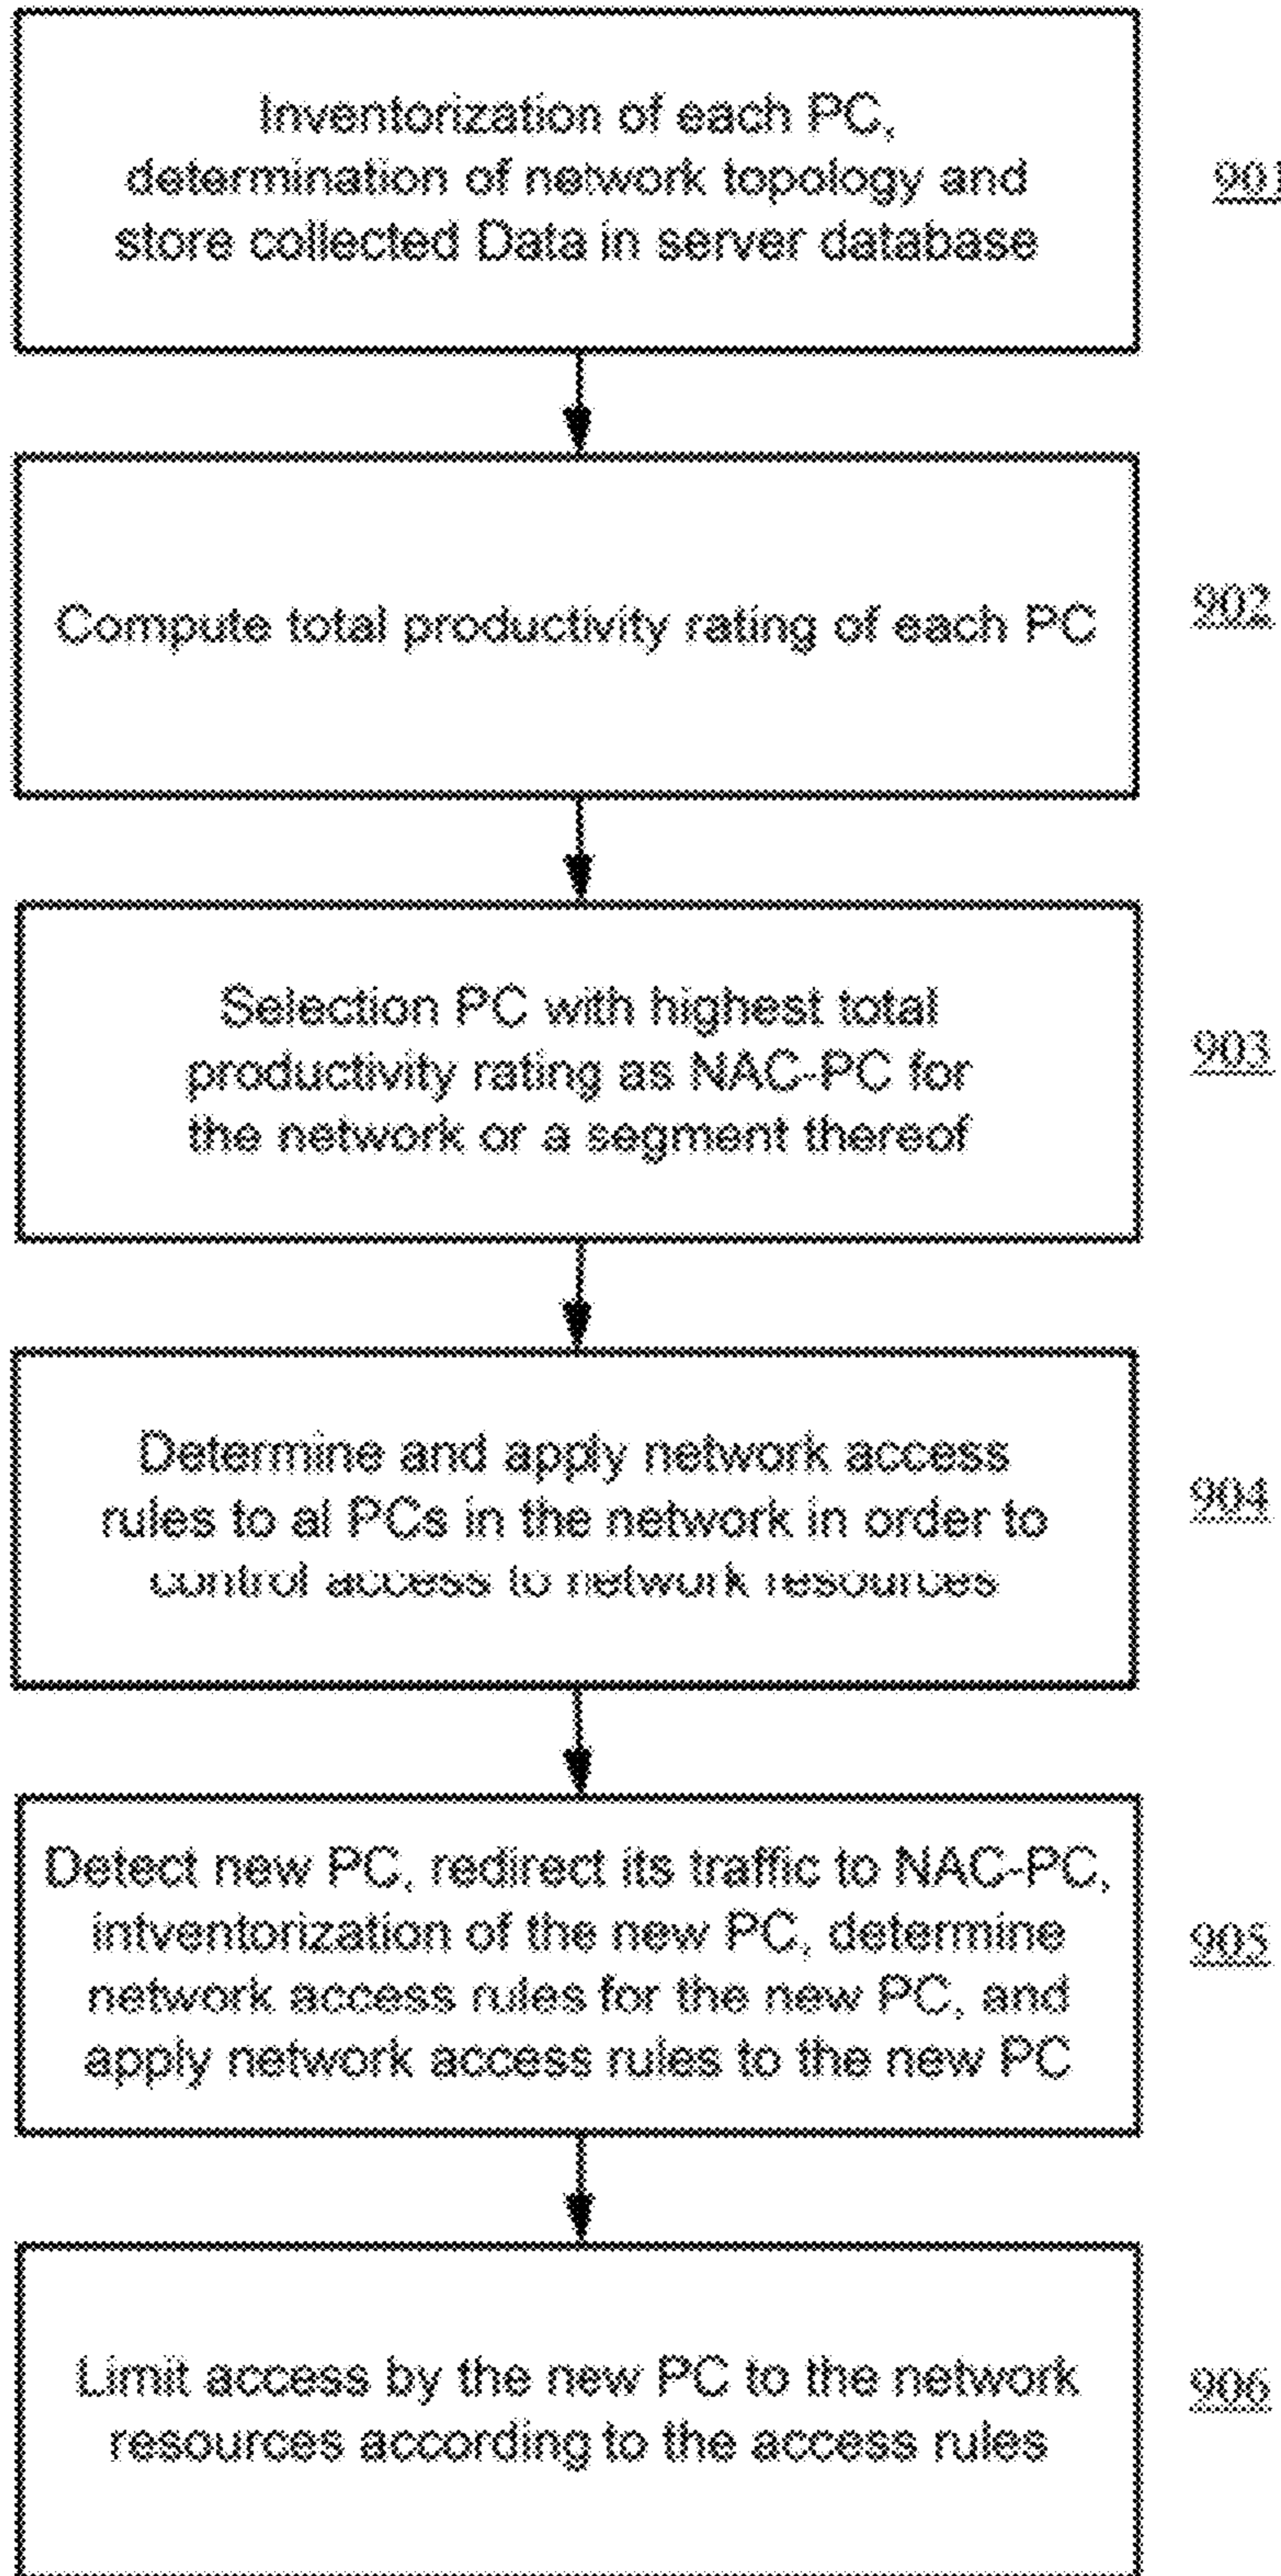 Inventorization of each PC,
determination of network topology and
store collected Data in server database
901
Compute total productivity rating of each PC
902
Selection PC with highest total
productivity rating as NAC-PC for
the network or a segment thereof
903
Determine and apply network access
rules to al PCs in the network in order to
control access to network resources
904
Detect new PC, redirect its traffic to NAC-PC,
intventorization of the new PC, determine
network access rules for the new PC, and
apply network access rules to the new PC
905
Limit access by the new PC to the network
resources according to the access rules
906